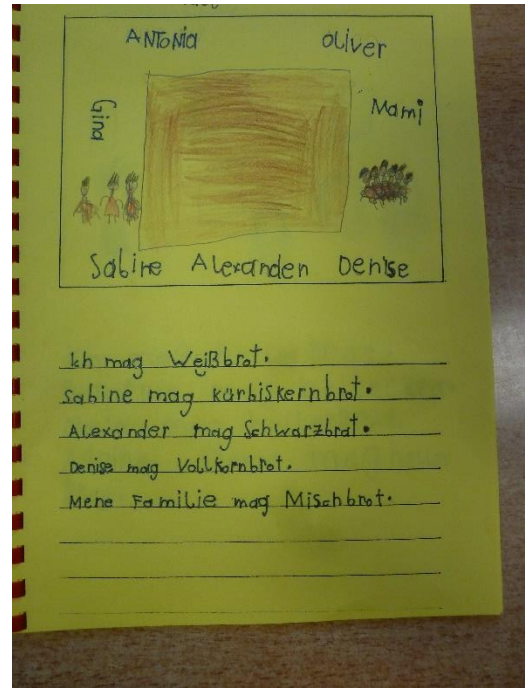 ANTONIA Oliver
Gina
Mami
Sabine Alexanden Denise
Ich mag Weißbrot.
Sabine mag kürbiskernbrot.
Alexander mag Schwarzbrat.
Denise mag Vollkornbrot.
Mene Familie mag Mischbrot.